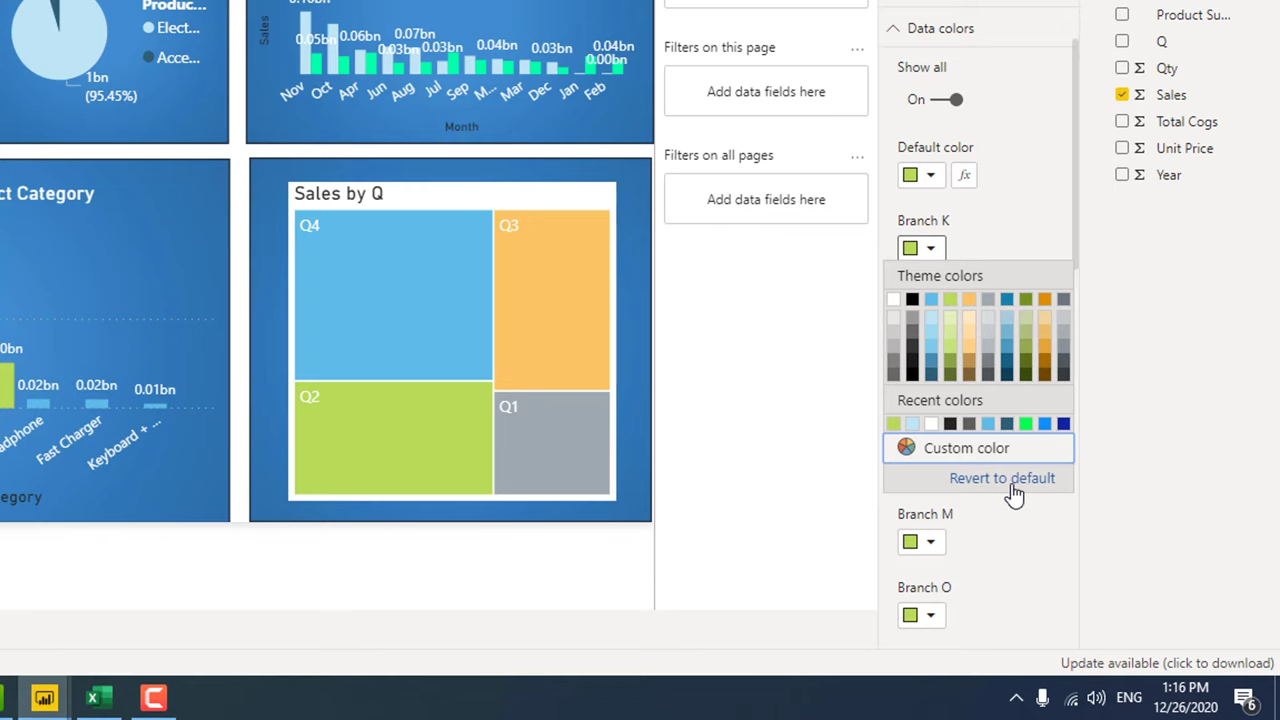 Produ...
Elect...
Acce...
1bn
(95.45%)
Sales
0.05bn
0.06bn
0.03bn
0.07bn
0.03bn
0.04bn
0.03bn
0.04bn
0.00bn
Nov
Oct
Apr
Jun
Aug
Jul
Sep
M...
Mar
Dec
Jan
Feb
Month
ct Category
0bn
0.02bn
0.02bn
0.01bn
adphone
Fast Charger
Keyboard + ...
egory
Sales by Q
Q4
Q3
Q2
Q1
Filters on this page
...
Add data fields here
Filters on all pages
...
Add data fields here
Data colors
Show all
On
Default color
fx
Branch K
Theme colors
Recent colors
Custom color
Revert to default
Branch M
Branch O
Product Su...
Q
Σ Qty
Σ Sales
Σ Total Cogs
Σ Unit Price
Σ Year
Update available (click to download)
ENG
1:16 PM
12/26/2020
6